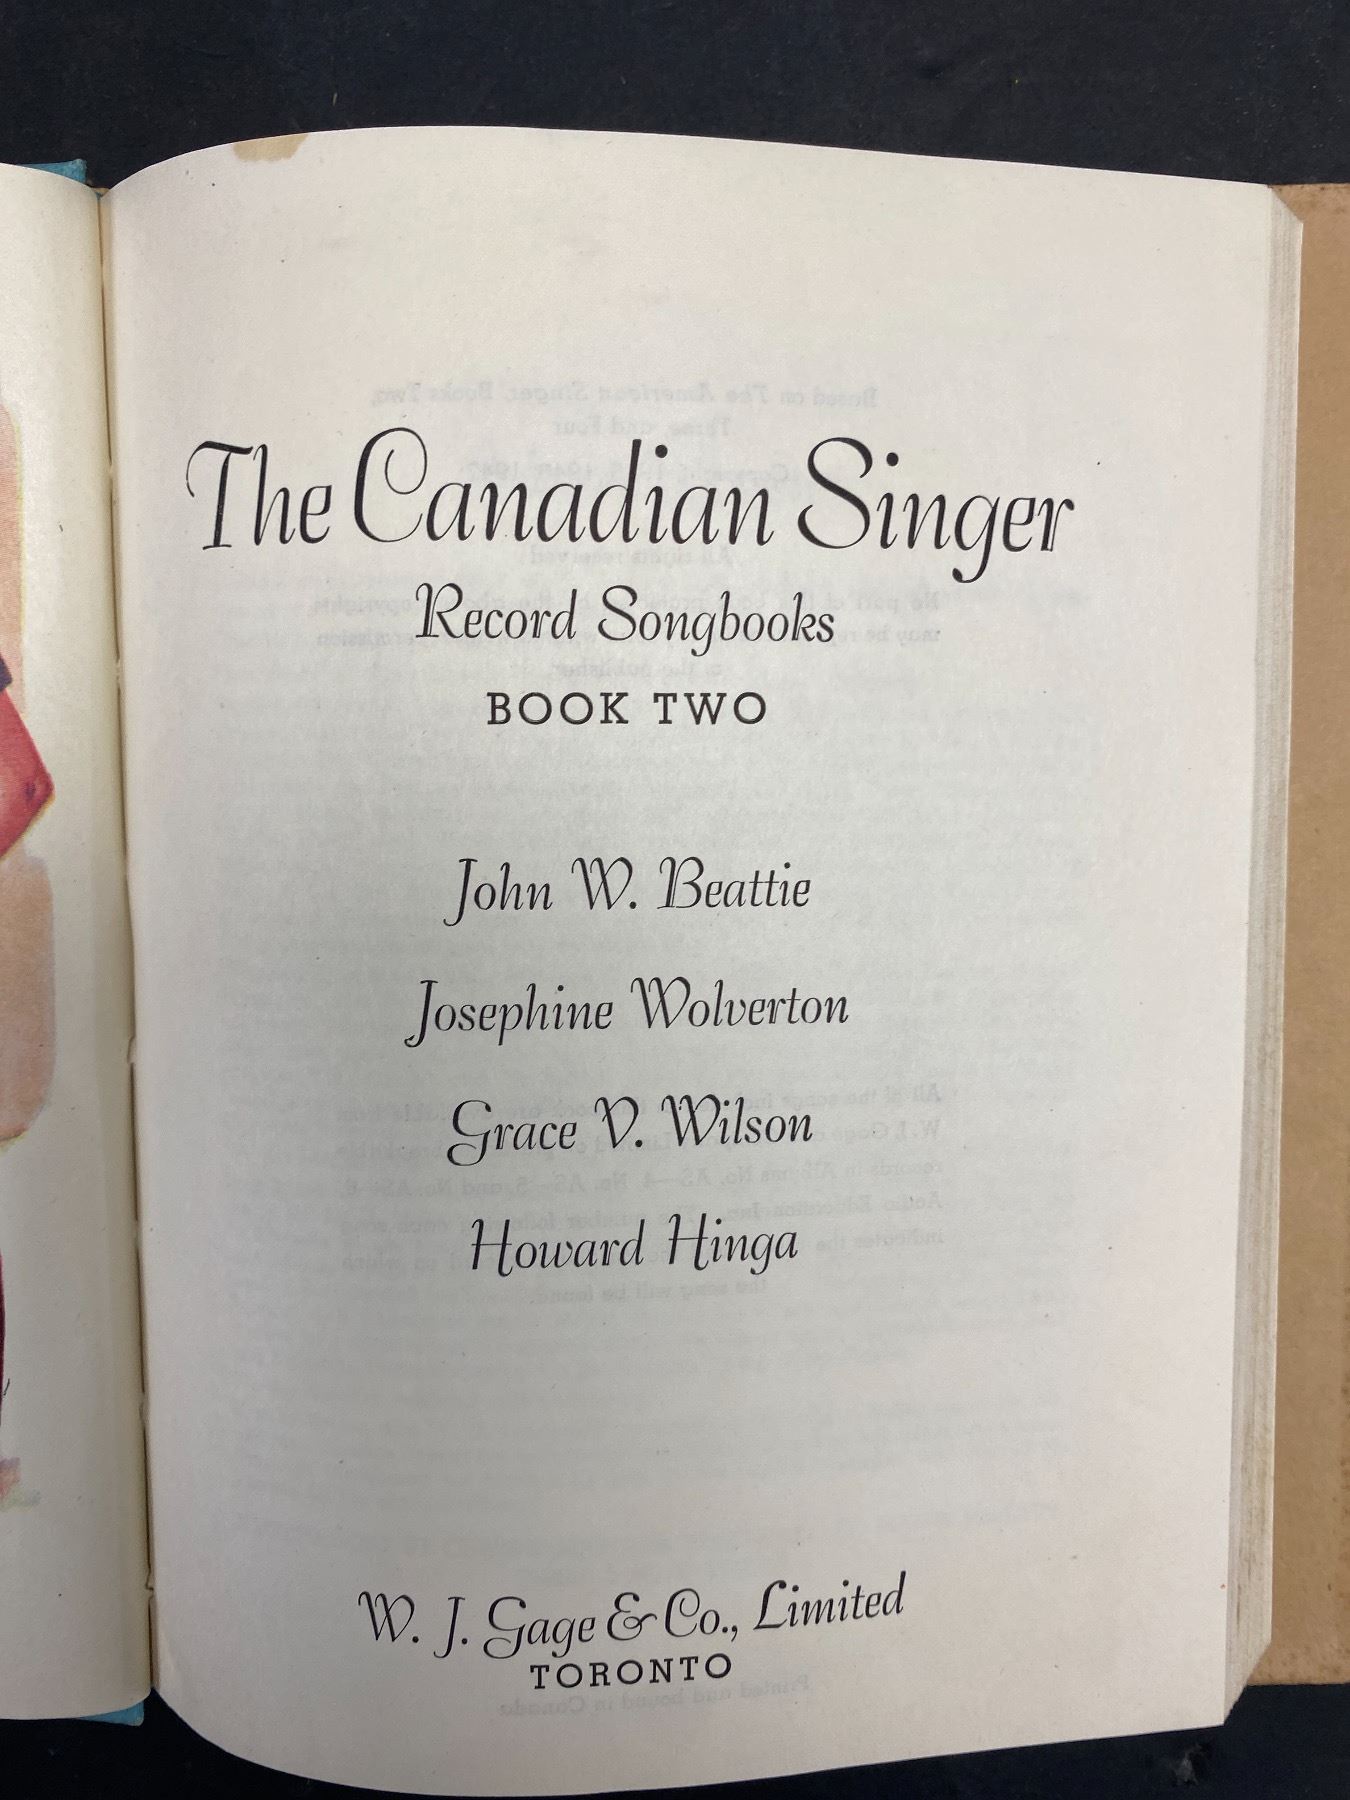 The Canadian Singer
Record Songbooks
BOOK TWO
John W. Beattie
Josephine Wolverton
Grace V. Wilson
Howard Hinga
W. J. Gage & Co., Limited
TORONTO